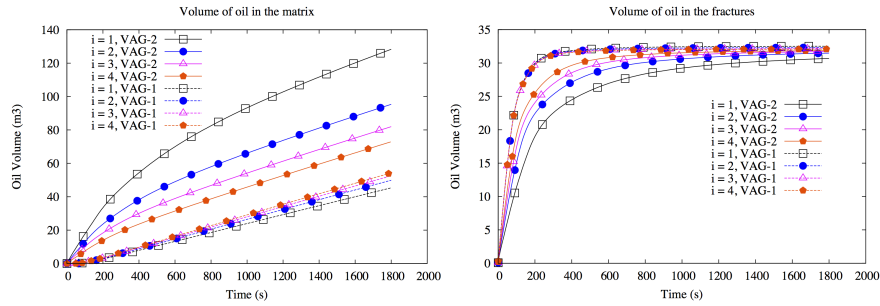 Volume of oil in the matrix
140
120
100
80
60
40
20
0
Oil Volume (m3)
i = 1, VAG-2
i = 2, VAG-2
i = 3, VAG-2
i = 4, VAG-2
i = 1, VAG-1
i = 2, VAG-1
i = 3, VAG-1
i = 4, VAG-1
0 200 400 600 800 1000 1200 1400 1600 1800 2000
Time (s)
Volume of oil in the fractures
35
30
25
20
15
10
5
0
Oil Volume (m3)
i = 1, VAG-2
i = 2, VAG-2
i = 3, VAG-2
i = 4, VAG-2
i = 1, VAG-1
i = 2, VAG-1
i = 3, VAG-1
i = 4, VAG-1
0 200 400 600 800 1000 1200 1400 1600 1800 2000
Time (s)